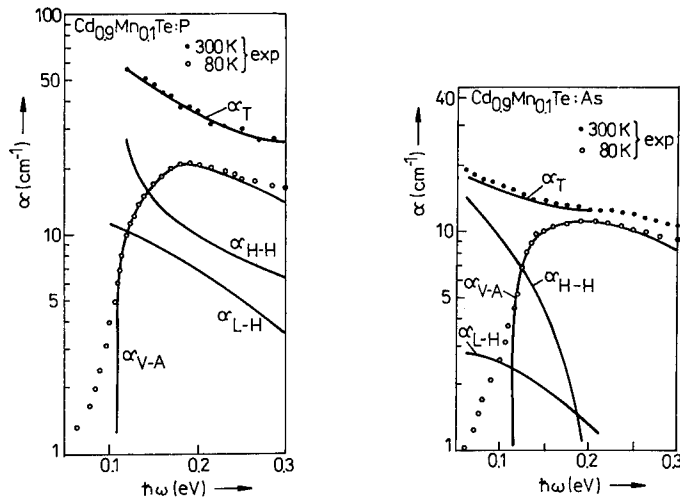 Cd0.9Mn0.1Te:P
• 300K
○ 80K
} exp
α (cm⁻¹) →
100
50
10
5
1
αT
αH-H
αL-H
αV-A
0.1
0.2
0.3
ħω (eV) →
Cd0.9Mn0.1Te:As
• 300K
○ 80K
} exp
α (cm⁻¹) →
40
10
5
1
αT
αV-A
αH-H
αL-H
0.1
0.2
0.3
ħω (eV) →